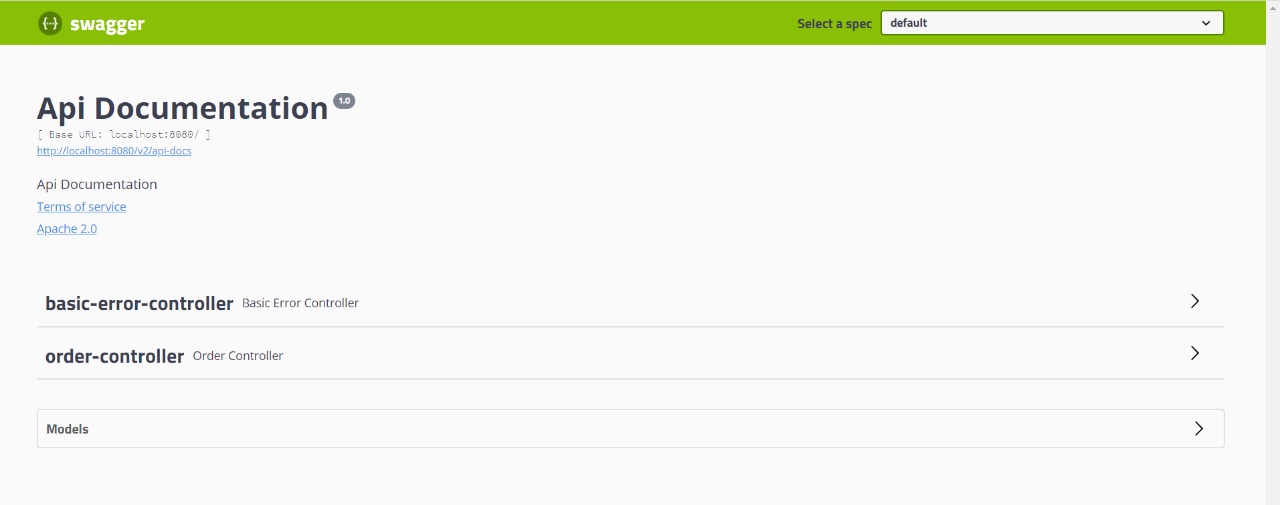 {···} swagger
Select a spec default
Api Documentation 1.0
[ Base URL: localhost:8080/ ]
http://localhost:8080/v2/api-docs
Api Documentation
Terms of service
Apache 2.0
basic-error-controller Basic Error Controller
order-controller Order Controller
Models